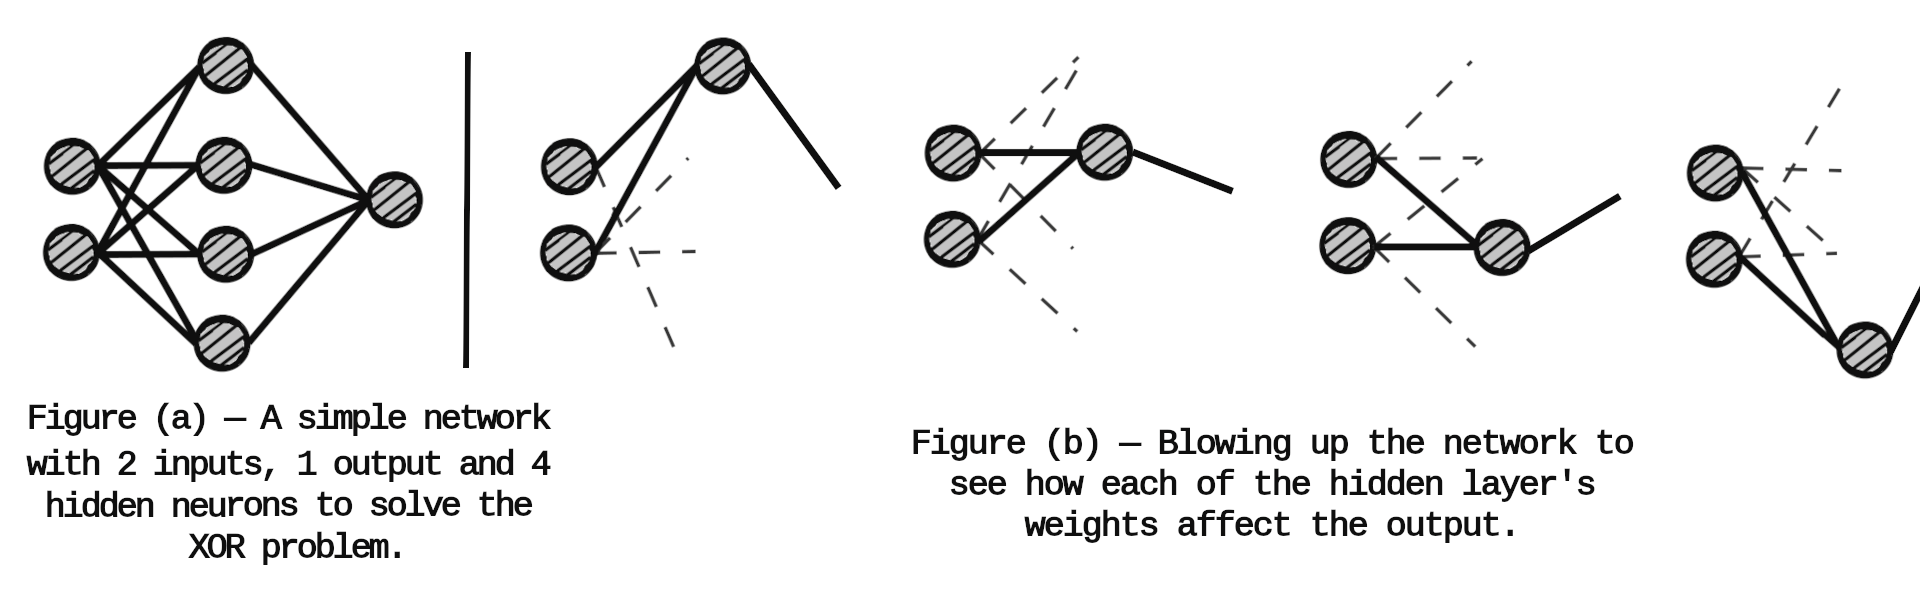 Figure (a) — A simple network
with 2 inputs, 1 output and 4
hidden neurons to solve the
XOR problem.
Figure (b) — Blowing up the network to
see how each of the hidden layer's
weights affect the output.